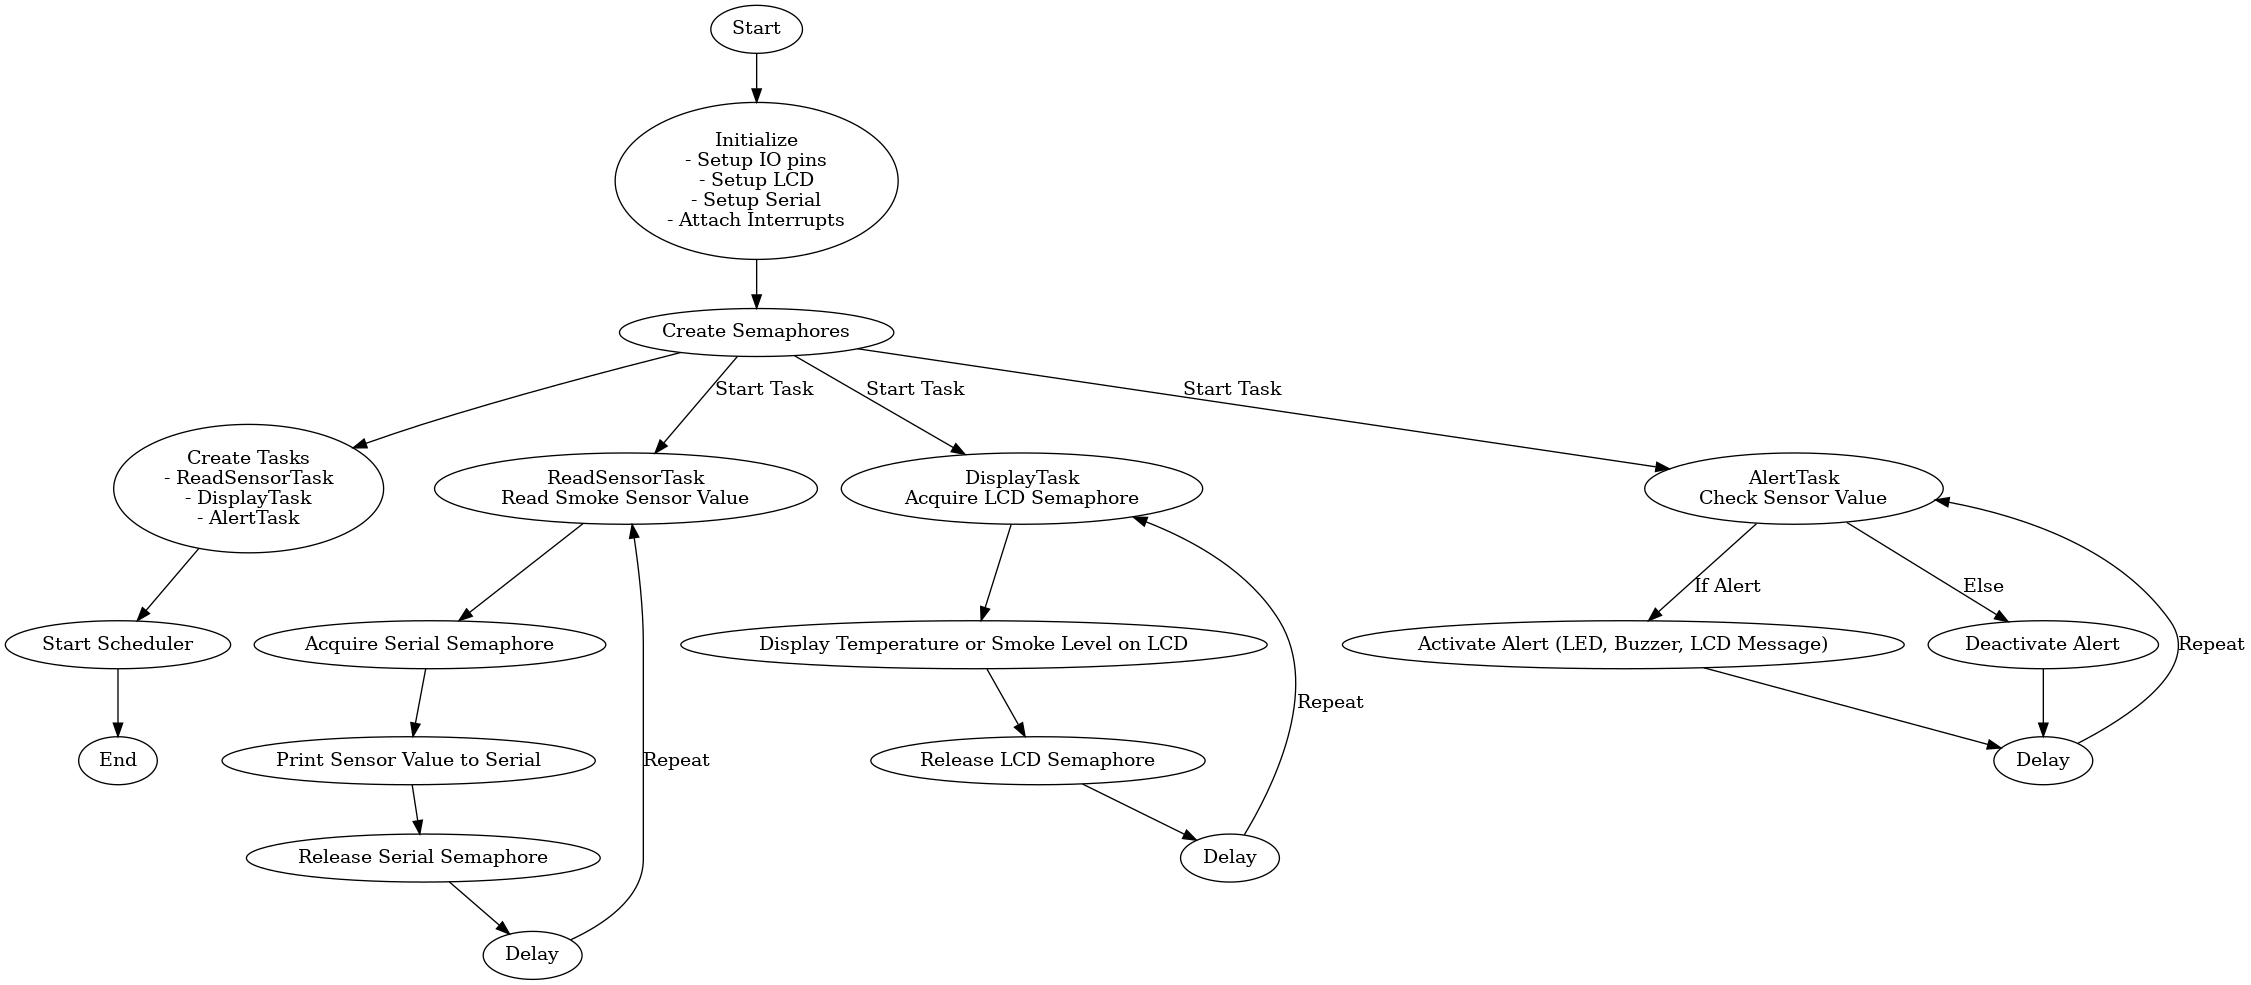 Start
Initialize
- Setup IO pins
- Setup LCD
- Setup Serial
- Attach Interrupts
Create Semaphores
Start Task
Start Task
Start Task
Create Tasks
- ReadSensorTask
- DisplayTask
- AlertTask
ReadSensorTask
Read Smoke Sensor Value
DisplayTask
Acquire LCD Semaphore
AlertTask
Check Sensor Value
If Alert
Else
Start Scheduler
Acquire Serial Semaphore
Display Temperature or Smoke Level on LCD
Activate Alert (LED, Buzzer, LCD Message)
Deactivate Alert
Repeat
Repeat
End
Print Sensor Value to Serial
Repeat
Release LCD Semaphore
Delay
Release Serial Semaphore
Delay
Delay